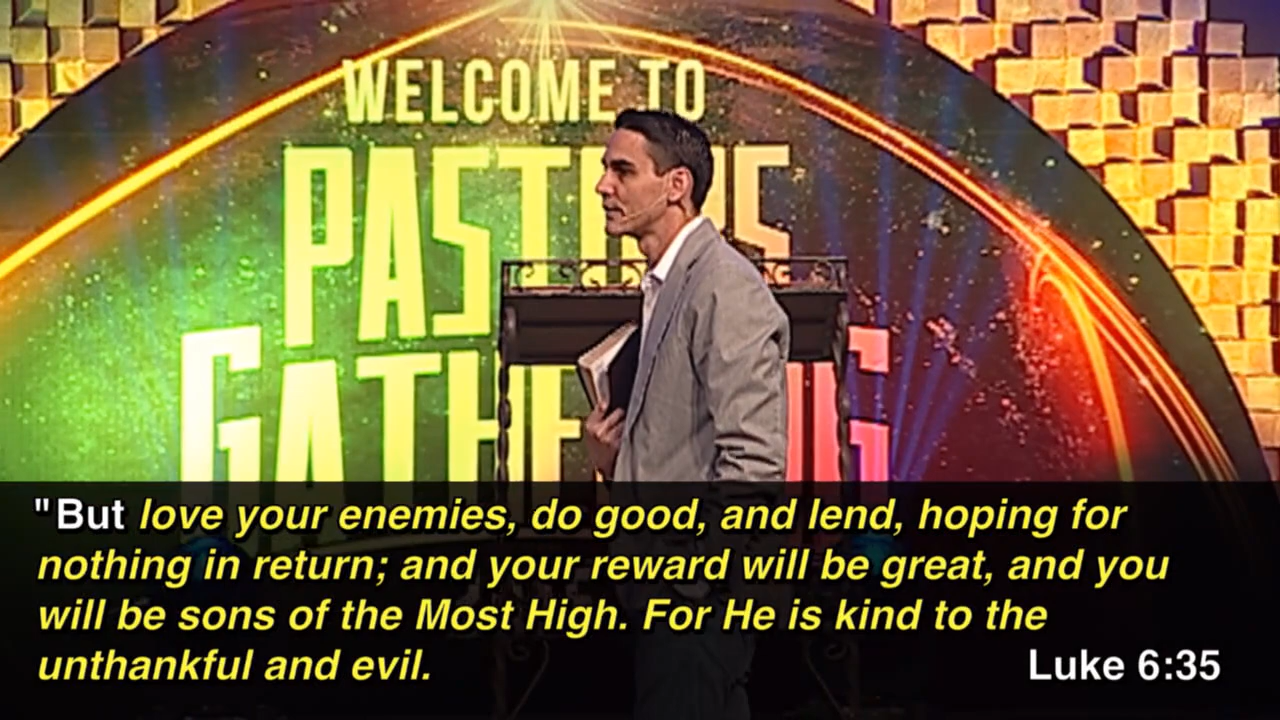 WELCOME TO
PASTORS
GATHERING
"But love your enemies, do good, and lend, hoping for
nothing in return; and your reward will be great, and you
will be sons of the Most High. For He is kind to the
unthankful and evil. Luke 6:35